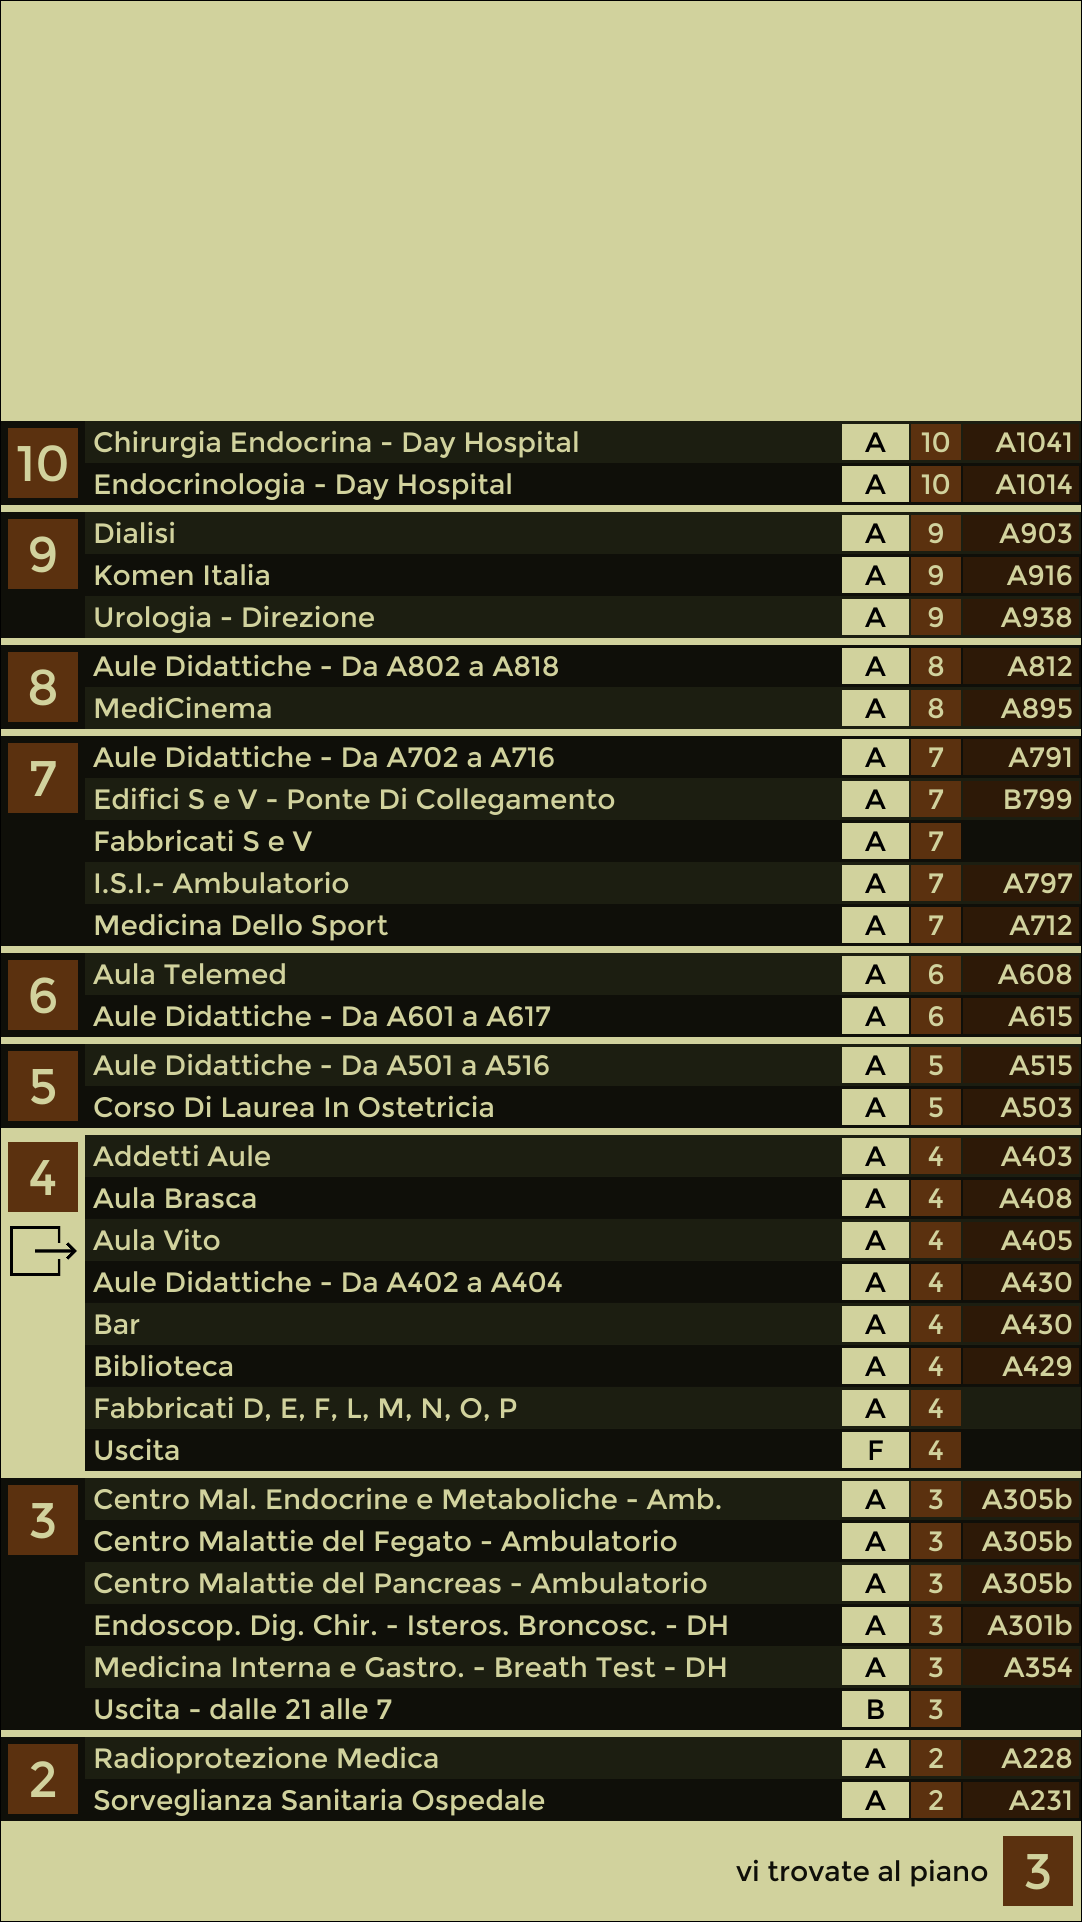 10
Chirurgia Endocrina - Day Hospital A 10 A1041
Endocrinologia - Day Hospital A 10 A1014
9
Dialisi A 9 A903
Komen Italia A 9 A916
Urologia - Direzione A 9 A938
8
Aule Didattiche - Da A802 a A818 A 8 A812
MediCinema A 8 A895
7
Aule Didattiche - Da A702 a A716 A 7 A791
Edifici S e V - Ponte Di Collegamento A 7 B799
Fabbricati S e V A 7
I.S.I.- Ambulatorio A 7 A797
Medicina Dello Sport A 7 A712
6
Aula Telemed A 6 A608
Aule Didattiche - Da A601 a A617 A 6 A615
5
Aule Didattiche - Da A501 a A516 A 5 A515
Corso Di Laurea In Ostetricia A 5 A503
4
Addetti Aule A 4 A403
Aula Brasca A 4 A408
Aula Vito A 4 A405
Aule Didattiche - Da A402 a A404 A 4 A430
Bar A 4 A430
Biblioteca A 4 A429
Fabbricati D, E, F, L, M, N, O, P A 4
Uscita F 4
3
Centro Mal. Endocrine e Metaboliche - Amb. A 3 A305b
Centro Malattie del Fegato - Ambulatorio A 3 A305b
Centro Malattie del Pancreas - Ambulatorio A 3 A305b
Endoscop. Dig. Chir. - Isteros. Broncosc. - DH A 3 A301b
Medicina Interna e Gastro. - Breath Test - DH A 3 A354
Uscita - dalle 21 alle 7 B 3
2
Radioprotezione Medica A 2 A228
Sorveglianza Sanitaria Ospedale A 2 A231
vi trovate al piano 3